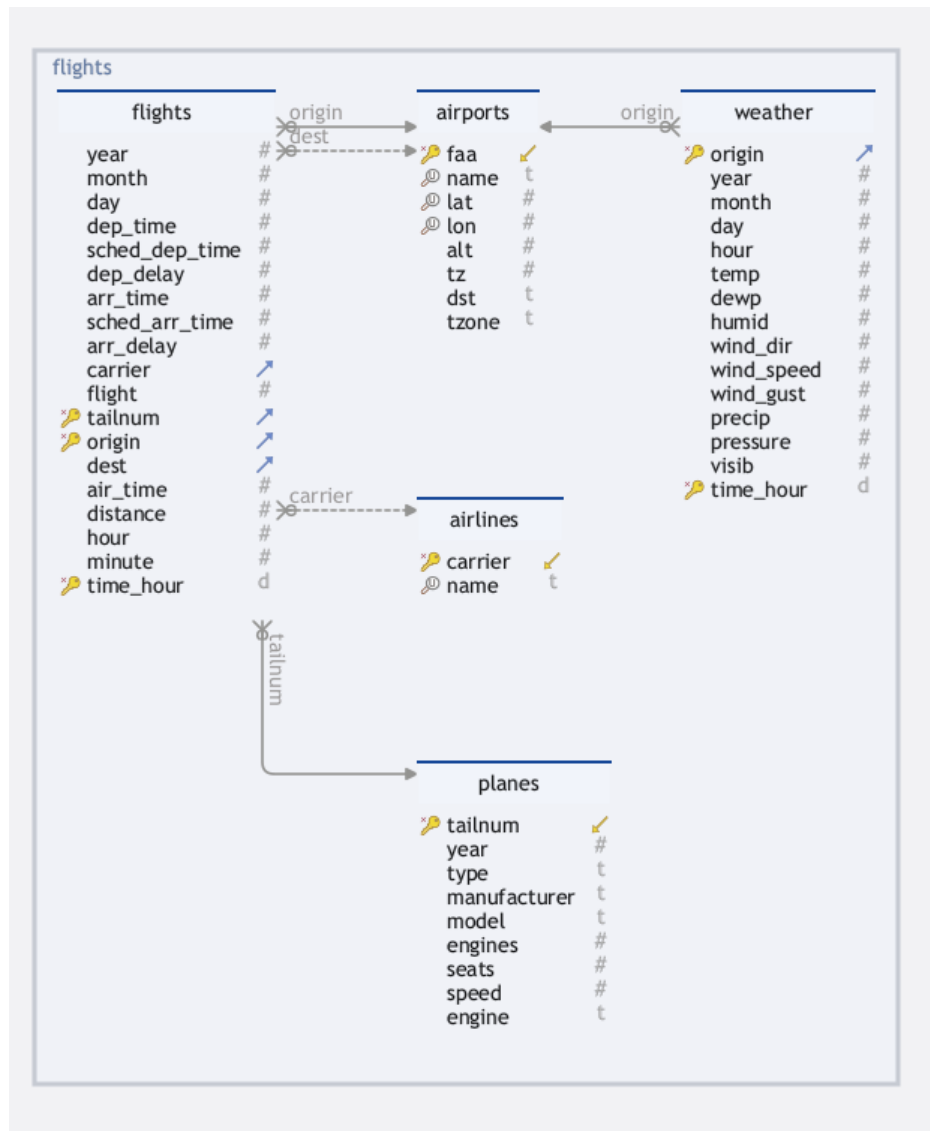 flights
flights
year #
month #
day #
dep_time #
sched_dep_time #
dep_delay #
arr_time #
sched_arr_time #
arr_delay #
carrier
flight #
tailnum
origin
dest
air_time #
distance #
hour #
minute #
time_hour d
origin
dest
airports
faa
name t
lat #
lon #
alt #
tz #
dst t
tzone t
origin
weather
origin
year #
month #
day #
hour #
temp #
dewp #
humid #
wind_dir #
wind_speed #
wind_gust #
precip #
pressure #
visib #
time_hour d
carrier
airlines
carrier
name t
tailnum
planes
tailnum
year #
type t
manufacturer t
model t
engines #
seats #
speed #
engine t